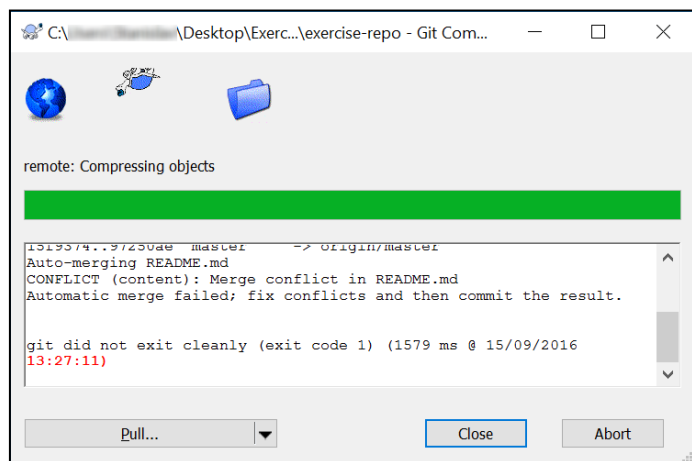 C:\ \Desktop\Exerc...\exercise-repo - Git Com...
remote: Compressing objects
1519374..97250ae master -> origin/master
Auto-merging README.md
CONFLICT (content): Merge conflict in README.md
Automatic merge failed; fix conflicts and then commit the result.
git did not exit cleanly (exit code 1) (1579 ms @ 15/09/2016
13:27:11)
Pull...
Close
Abort